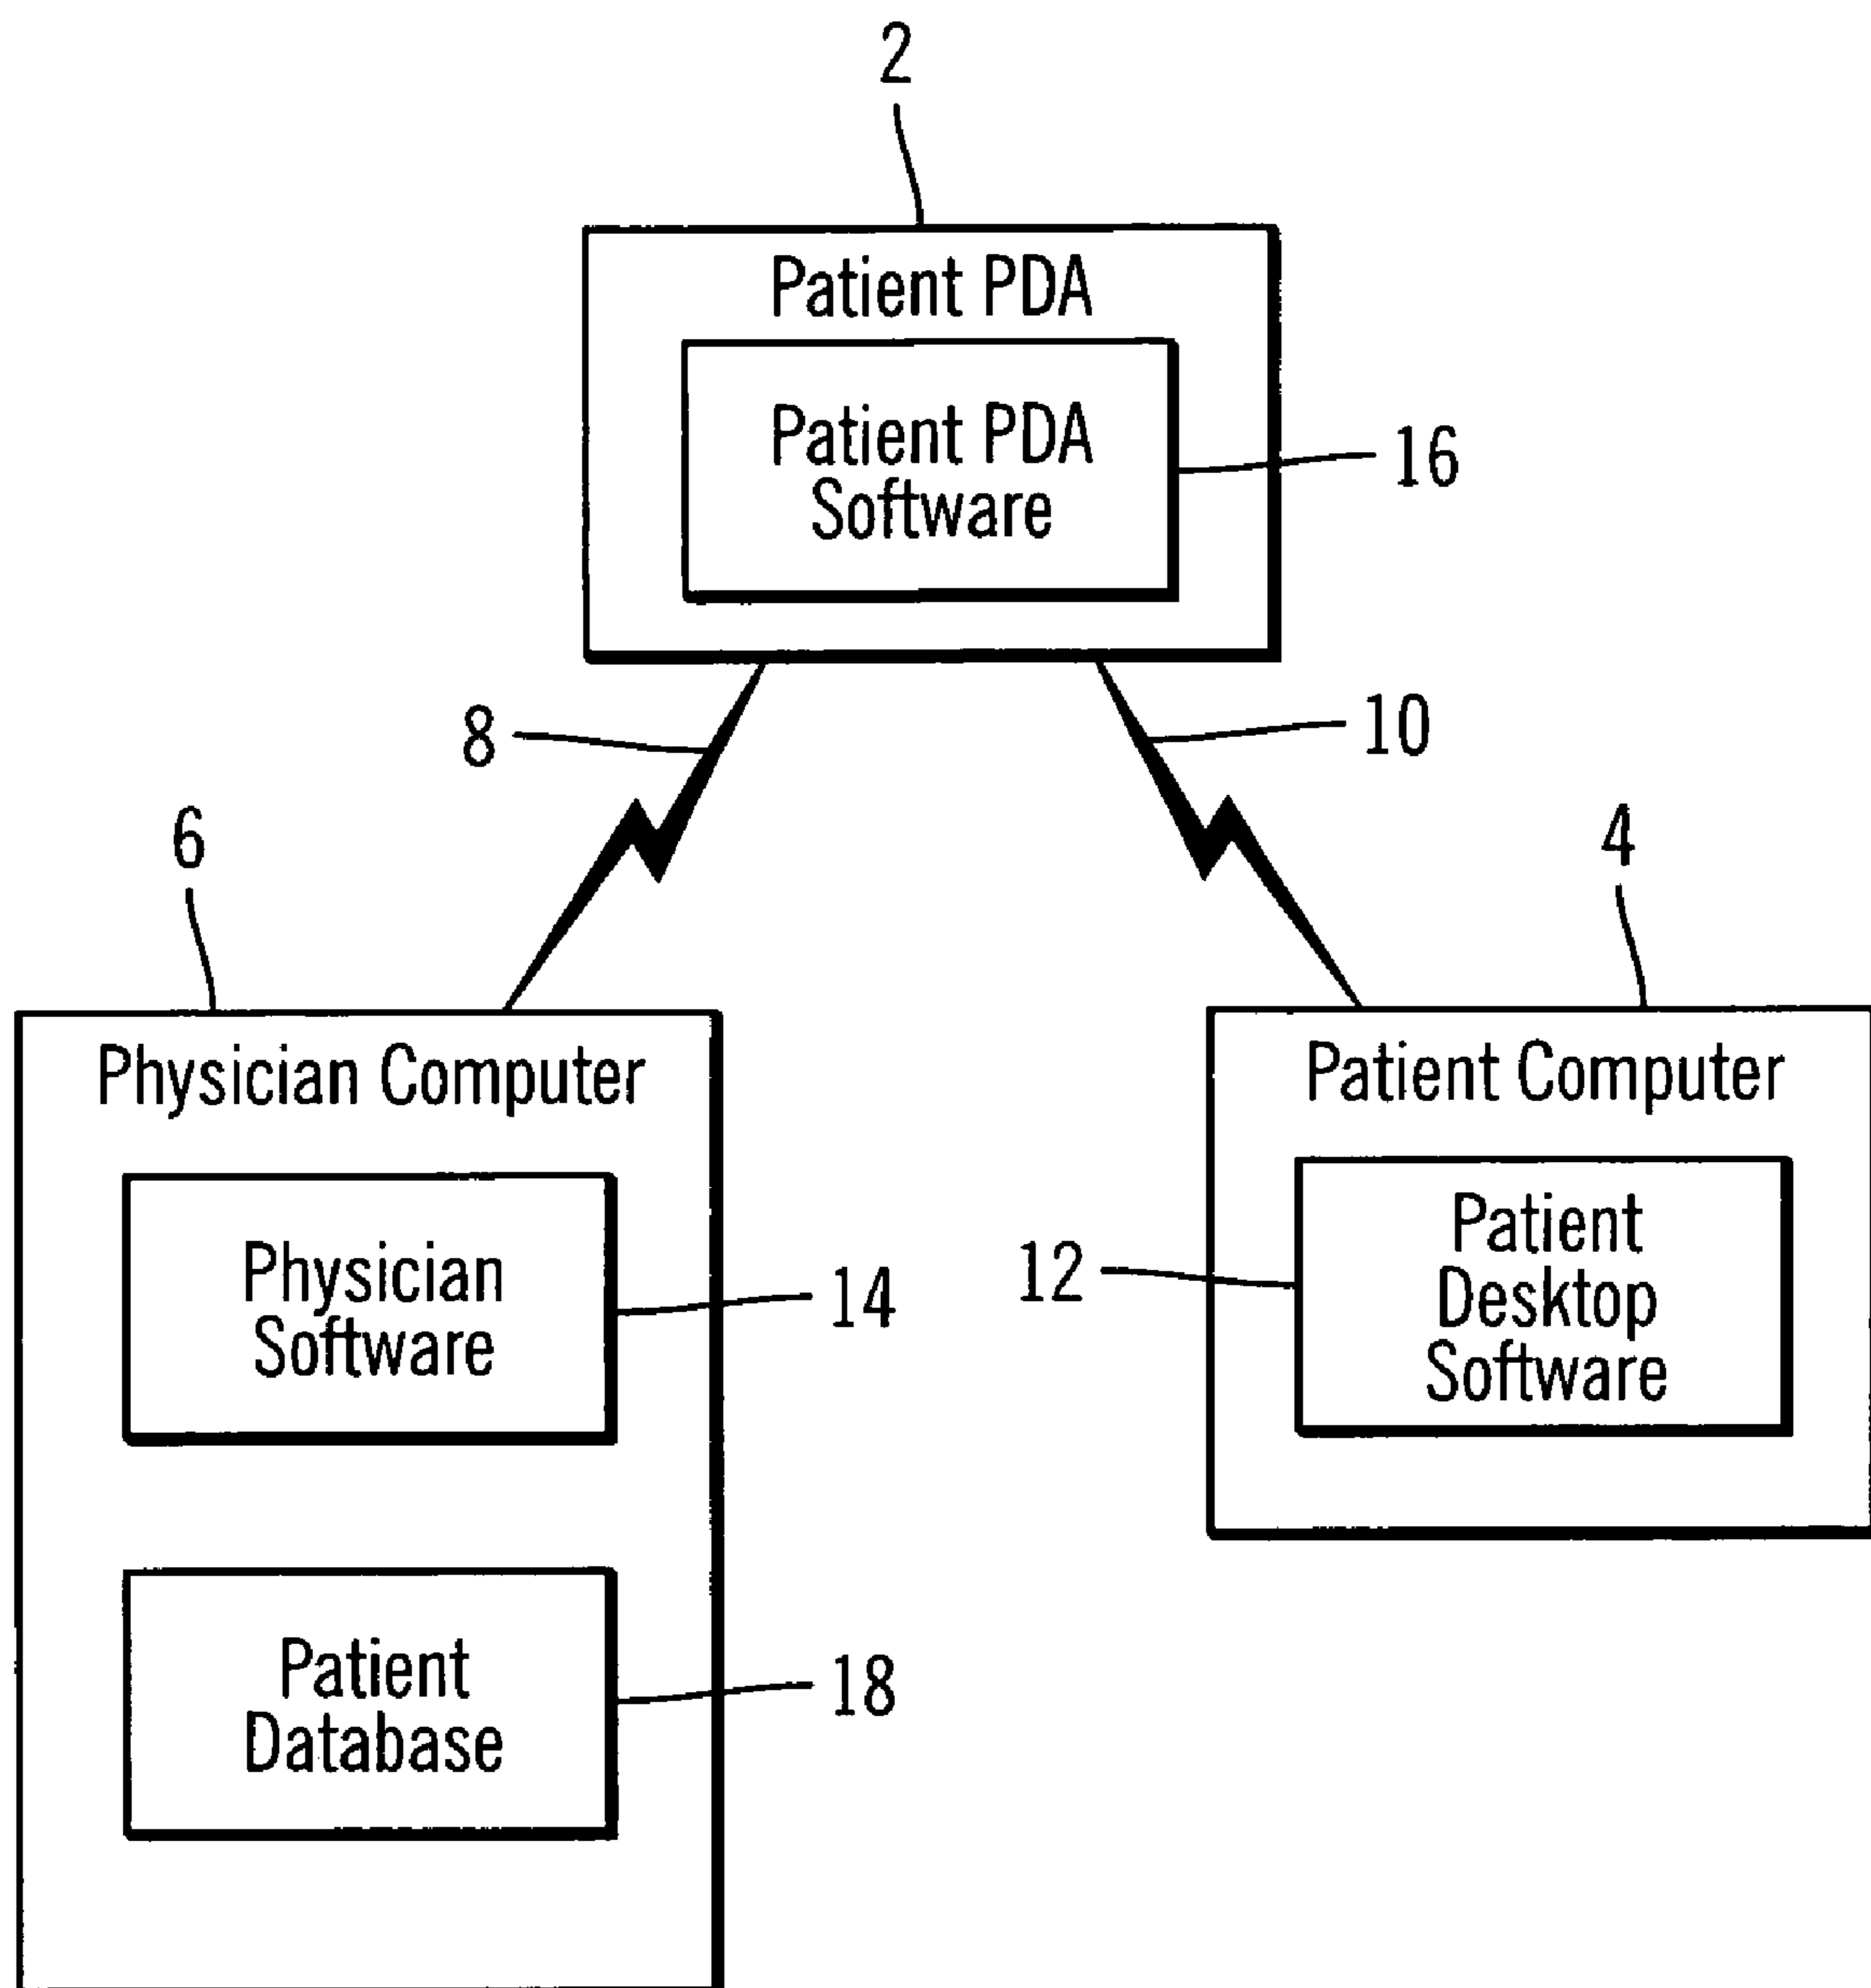 2
Patient PDA
Patient PDA
Software
16
8
10
6
4
Physician Computer
Physician
Software
14
Patient
Database
18
Patient Computer
12
Patient
Desktop
Software